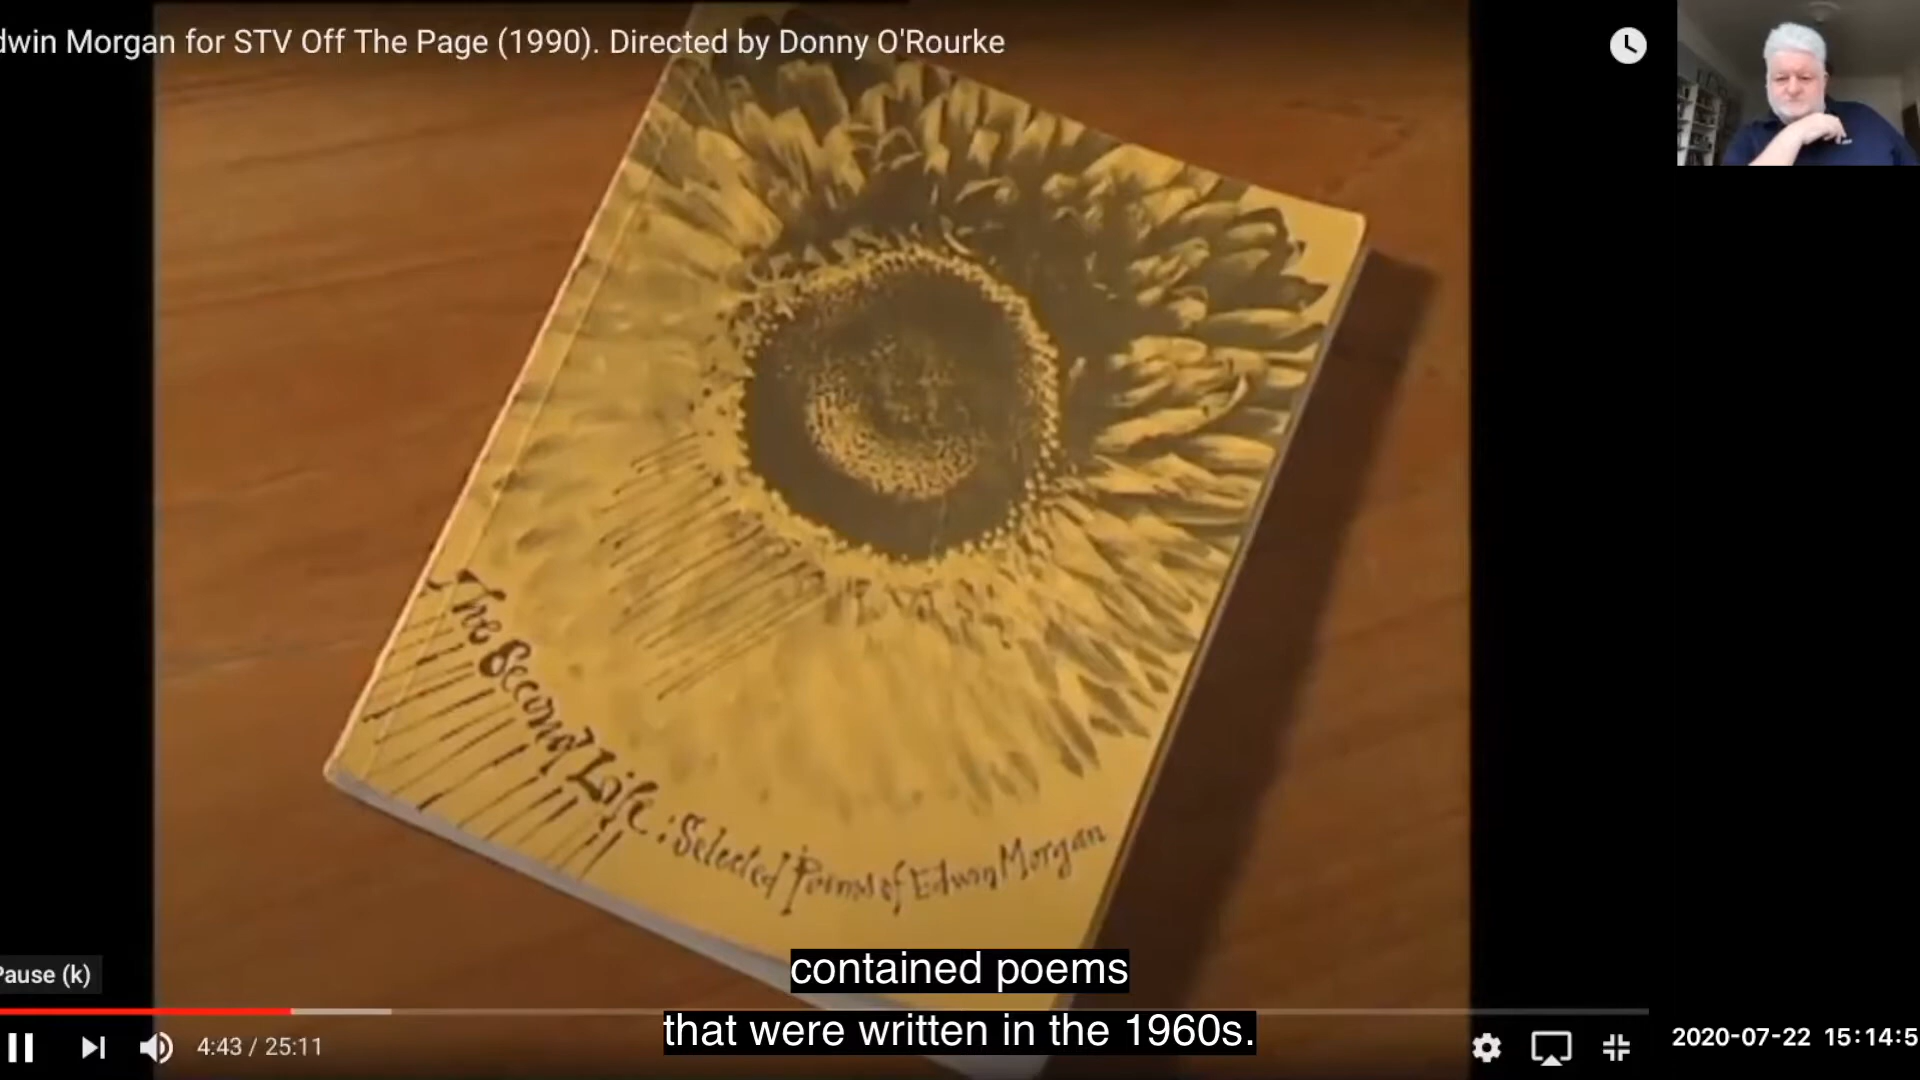 dwin Morgan for STV Off The Page (1990). Directed by Donny O'Rourke
The Second Life: Selected Poems of Edwin Morgan
Pause (k)
contained poems
that were written in the 1960s.
4:43 / 25:11
2020-07-22 15:14:5